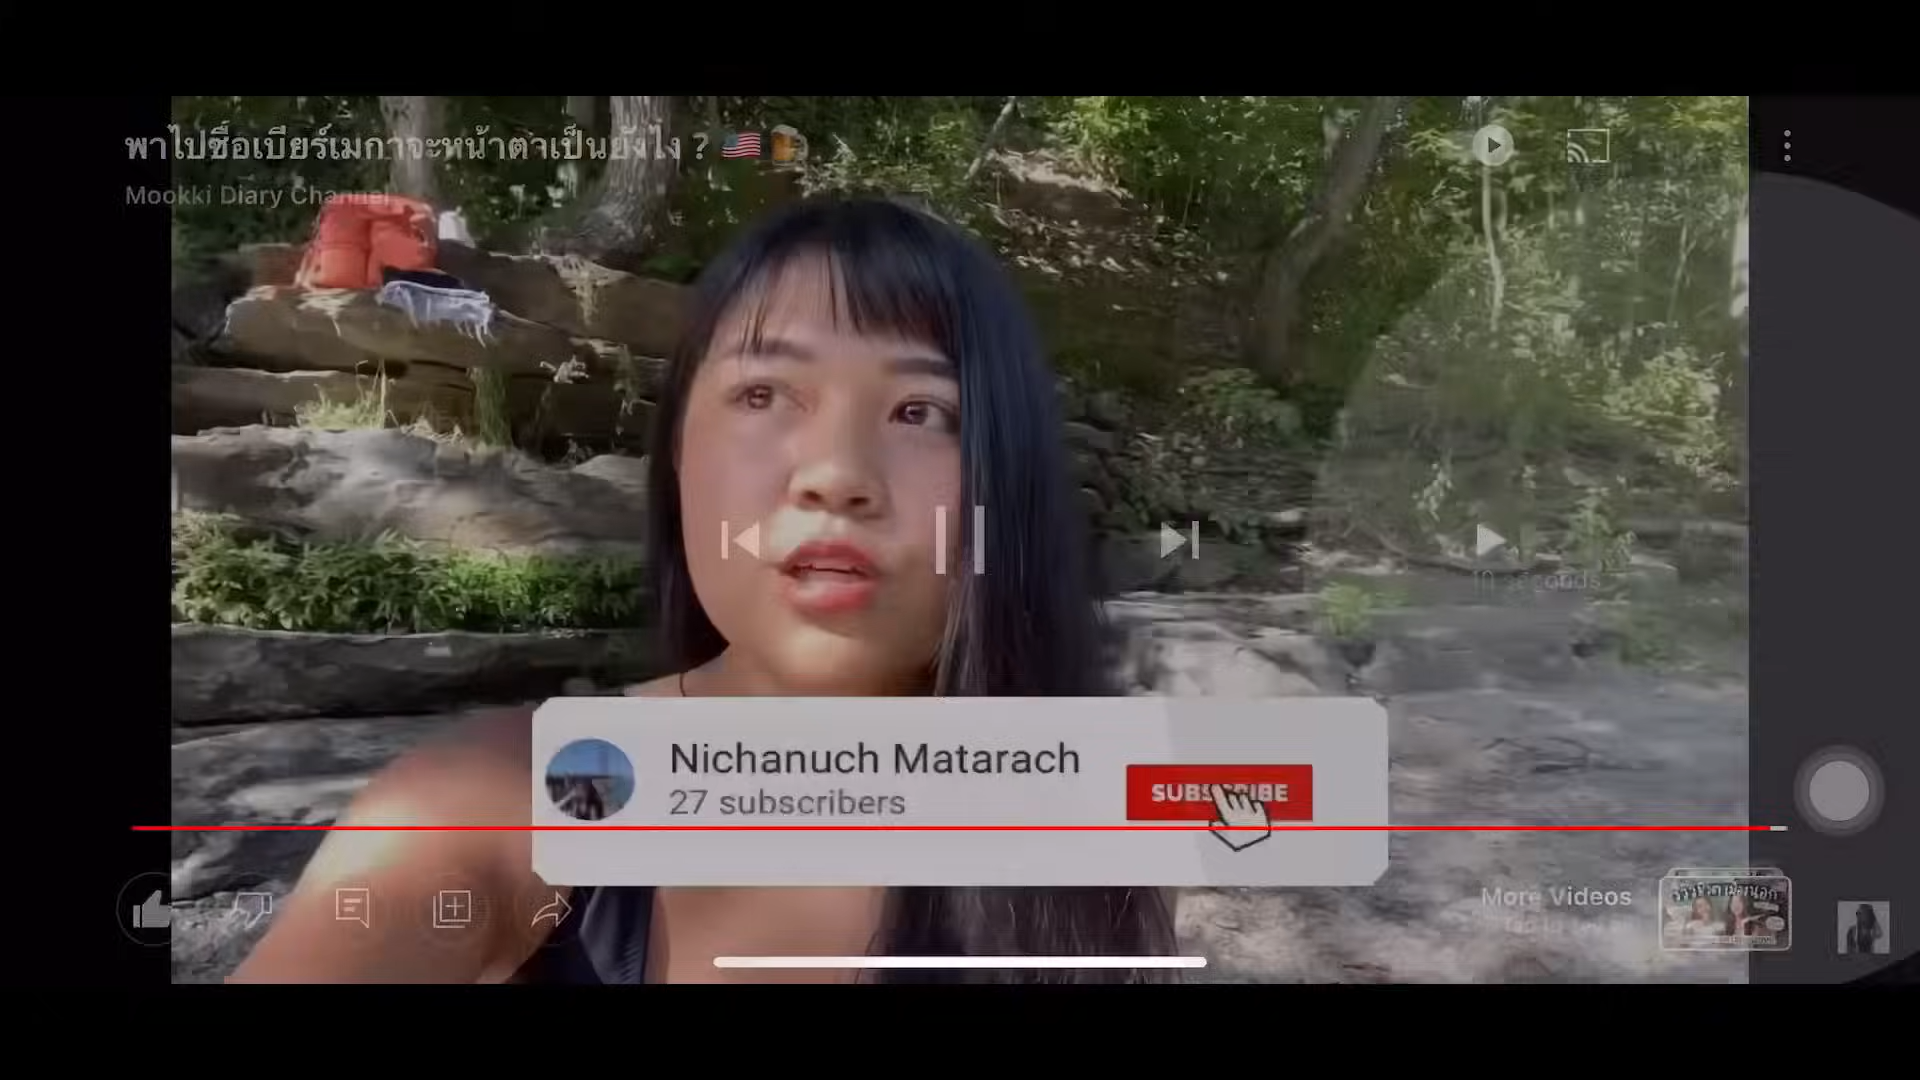 พาไปซื้อเบียร์เมกาจะหน้าตาเป็นยังไง ? 🇺🇸 🍺
Mookki Diary Channel
10 seconds
Nichanuch Matarach
27 subscribers
SUBSCRIBE
More Videos